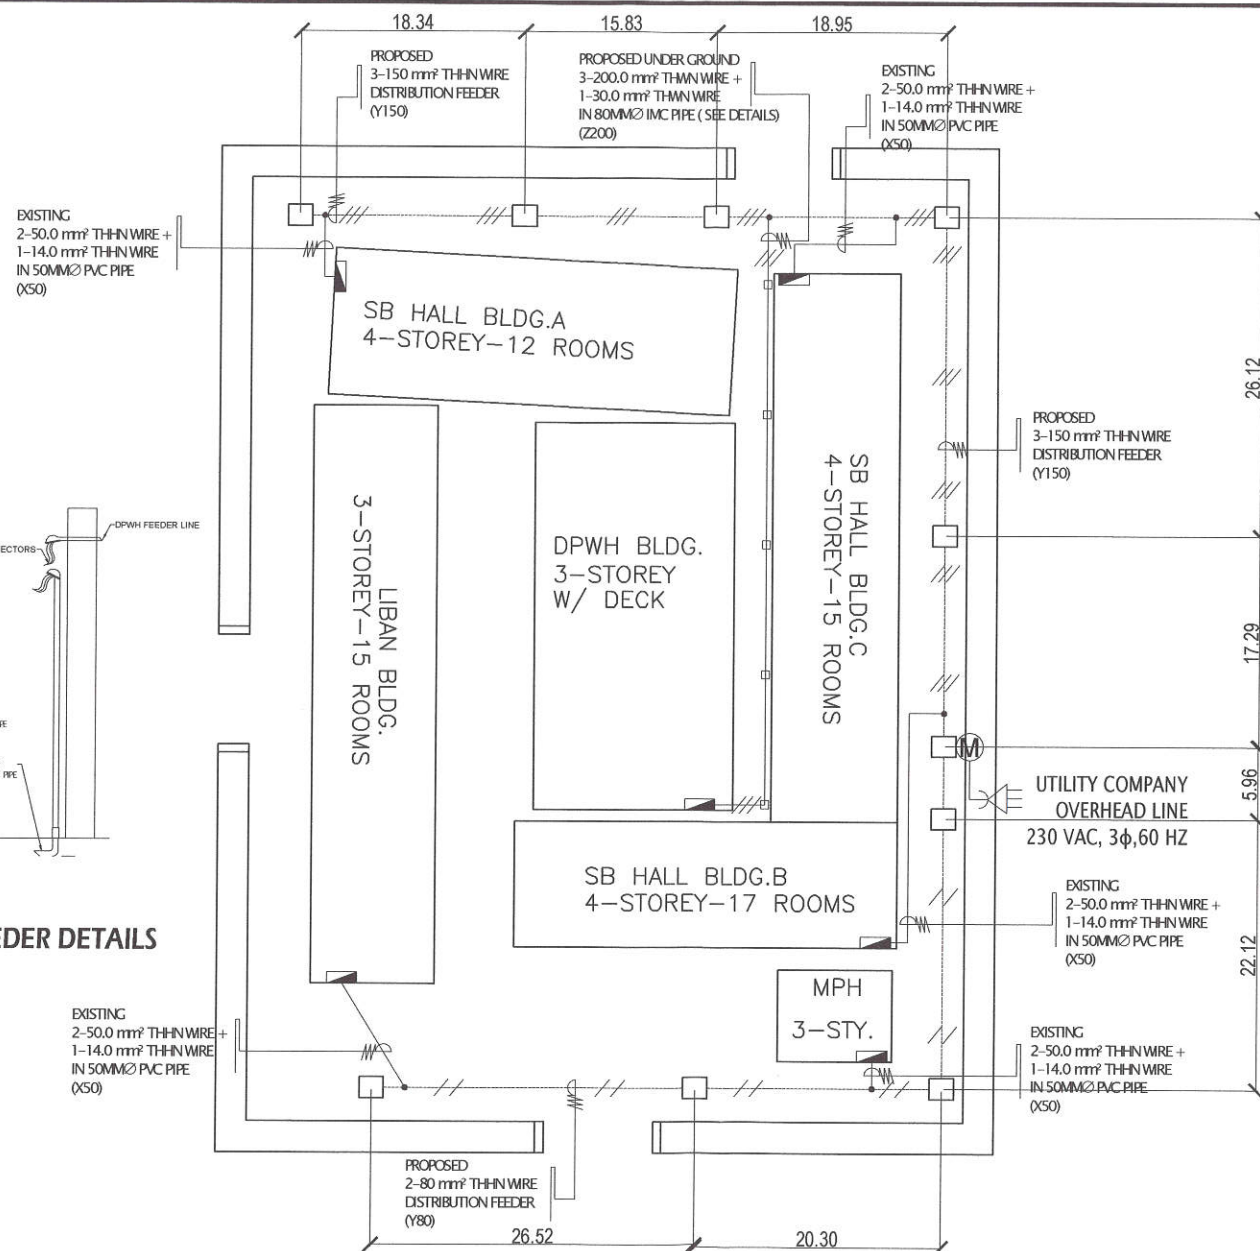 18.34
15.83
18.95
PROPOSED
3-150 mm² THHN WIRE
DISTRIBUTION FEEDER
(Y150)
PROPOSED UNDER GROUND
3-200.0 mm² THWN WIRE +
1-30.0 mm² THWN WIRE
IN 80MMØ IMC PIPE ( SEE DETAILS)
(Z200)
EXISTING
2-50.0 mm² THHN WIRE +
1-14.0 mm² THHN WIRE
IN 50MMØ PVC PIPE
(X50)
EXISTING
2-50.0 mm² THHN WIRE +
1-14.0 mm² THHN WIRE
IN 50MMØ PVC PIPE
(X50)
SB HALL BLDG.A
4-STOREY-12 ROOMS
26.12
PROPOSED
3-150 mm² THHN WIRE
DISTRIBUTION FEEDER
(Y150)
SB HALL BLDG.C
4-STOREY-15 ROOMS
DPWH BLDG.
3-STOREY
W/ DECK
LIBAN BLDG.
3-STOREY-15 ROOMS
DPWH FEEDER LINE
ECTORS
PE
PIPE
17.29
M
5.96
UTILITY COMPANY
OVERHEAD LINE
230 VAC, 3ϕ,60 HZ
SB HALL BLDG.B
4-STOREY-17 ROOMS
EXISTING
2-50.0 mm² THHN WIRE +
1-14.0 mm² THHN WIRE
IN 50MMØ PVC PIPE
(X50)
EDER DETAILS
22.12
MPH
3-STY.
EXISTING
2-50.0 mm² THHN WIRE +
1-14.0 mm² THHN WIRE
IN 50MMØ PVC PIPE
(X50)
EXISTING
2-50.0 mm² THHN WIRE +
1-14.0 mm² THHN WIRE
IN 50MMØ PVC PIPE
(X50)
PROPOSED
2-80 mm² THHN WIRE
DISTRIBUTION FEEDER
(Y80)
26.52
20.30